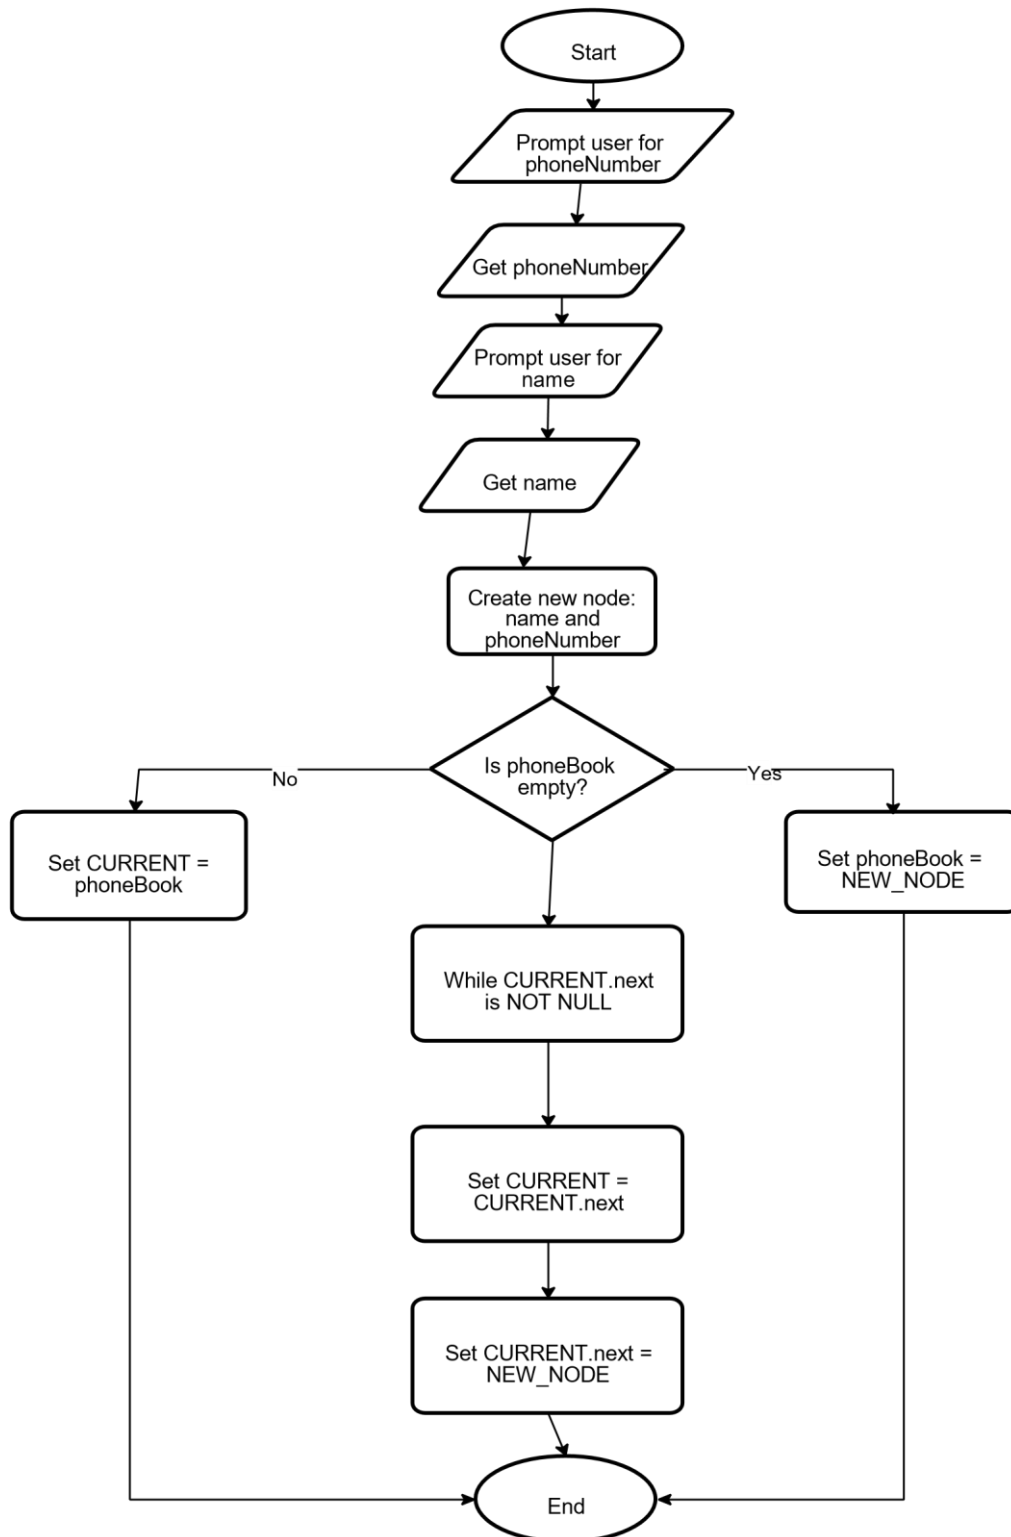 Start
Prompt user for
phoneNumber
Get phoneNumber
Prompt user for
name
Get name
Create new node:
name and
phoneNumber
Is phoneBook
empty?
No
Yes
Set CURRENT =
phoneBook
Set phoneBook =
NEW_NODE
While CURRENT.next
is NOT NULL
Set CURRENT =
CURRENT.next
Set CURRENT.next =
NEW_NODE
End